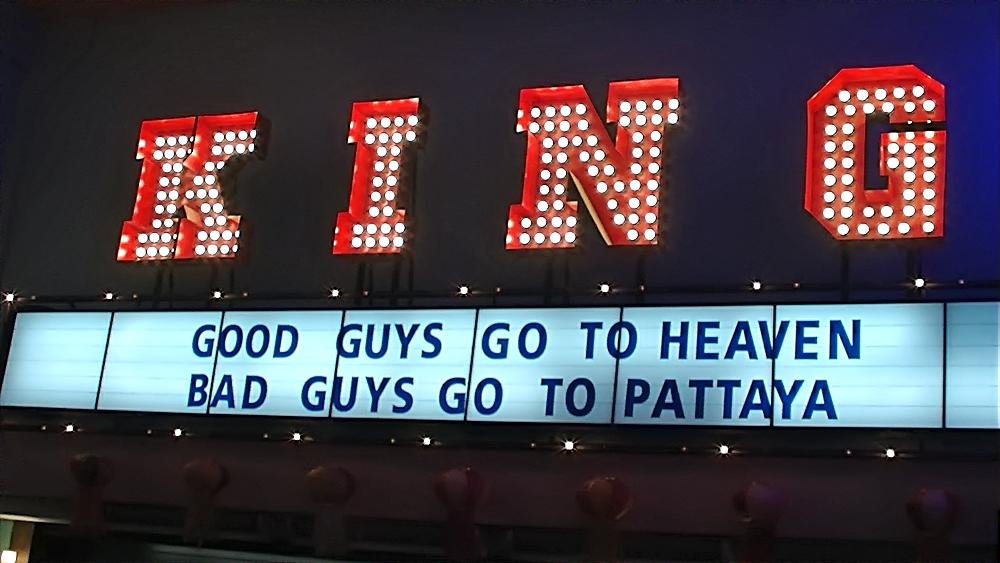 KING
GOOD GUYS GO TO HEAVEN
BAD GUYS GO TO PATTAYA